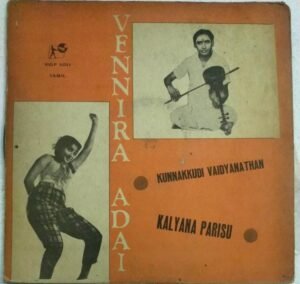 TAMIL
VENNIRA ADAI
KUNNAKKUDI VAIDYANATHAN
KALYANA PARISU